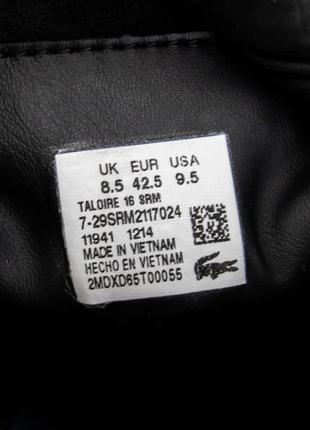 UK EUR USA
8.5 42.5 9.5
TALOIRE 16 SRM
7-29SRM2117024
11941 1214
MADE IN VIETNAM
HECHO EN VIETNAM
2MDXD65T00055